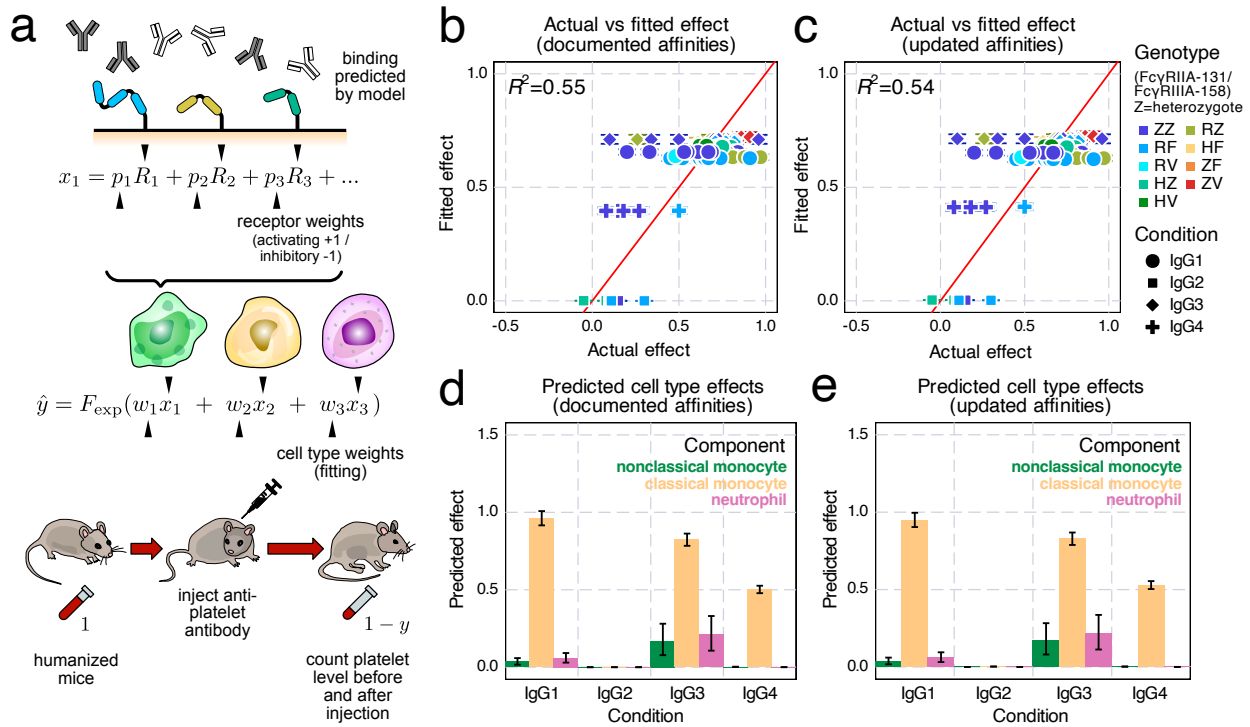 a
binding
predicted
by model
x₁ = p₁R₁ + p₂R₂ + p₃R₃ + ...
receptor weights
(activating +1 /
inhibitory -1)
ŷ = F_exp(w₁x₁ + w₂x₂ + w₃x₃)
cell type weights
(fitting)
1
inject anti-
platelet
antibody
1 − y
humanized
mice
count platelet
level before
and after
injection
b
Actual vs fitted effect
(documented affinities)
R²=0.55
1.0
0.5
0.0
-0.5
0.0
0.5
1.0
Fitted effect
Actual effect
c
Actual vs fitted effect
(updated affinities)
R²=0.54
1.0
0.5
0.0
-0.5
0.0
0.5
1.0
Fitted effect
Actual effect
Genotype
(FcγRIIA-131/
FcγRIIIA-158)
Z=heterozygote
ZZ
RZ
RF
HF
RV
ZF
HZ
ZV
HV
Condition
IgG1
IgG2
IgG3
IgG4
d
Predicted cell type effects
(documented affinities)
1.5
1.0
0.5
0.0
Predicted effect
Component
nonclassical monocyte
classical monocyte
neutrophil
IgG1
IgG2
IgG3
IgG4
Condition
e
Predicted cell type effects
(updated affinities)
1.5
1.0
0.5
0.0
Predicted effect
Component
nonclassical monocyte
classical monocyte
neutrophil
IgG1
IgG2
IgG3
IgG4
Condition